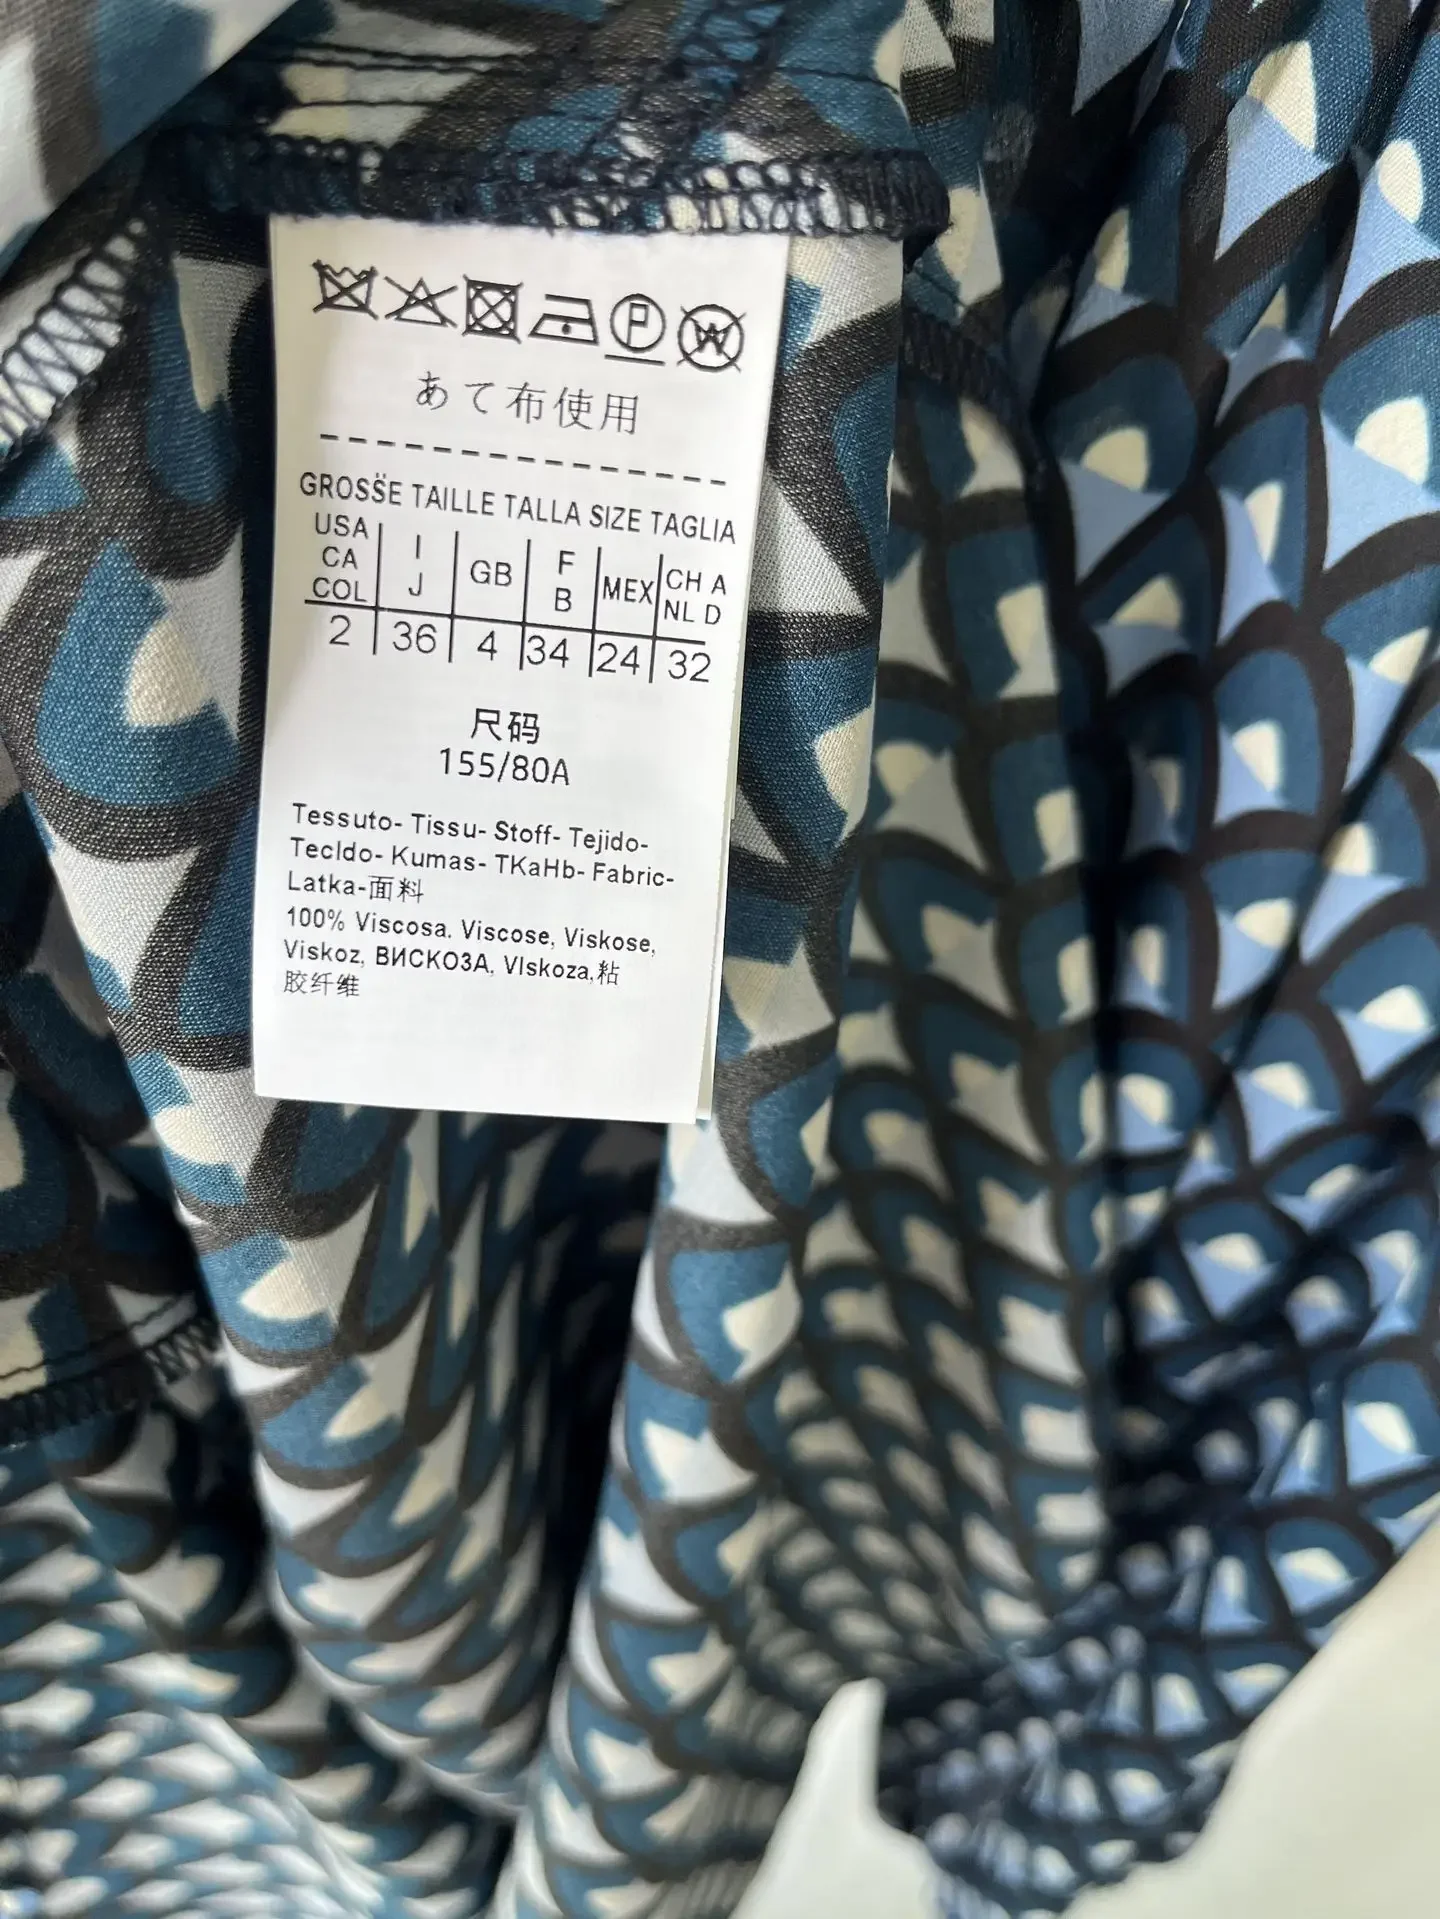 P W
あて布使用
GROSS̈E TAILLE TALLA SIZE TAGLIA
USA CA COL I J GB F B MEX CH A NL D
2 36 4 34 24 32
尺码
155/80A
Tessuto- Tissu- Stoff- Tejido-
Tecldo- Kumas- TKaHb- Fabric-
Latka-面料
100% Viscosa. Viscose, Viskose,
Viskoz, ВИСКОЗА, VIskoza,粘
胶纤维